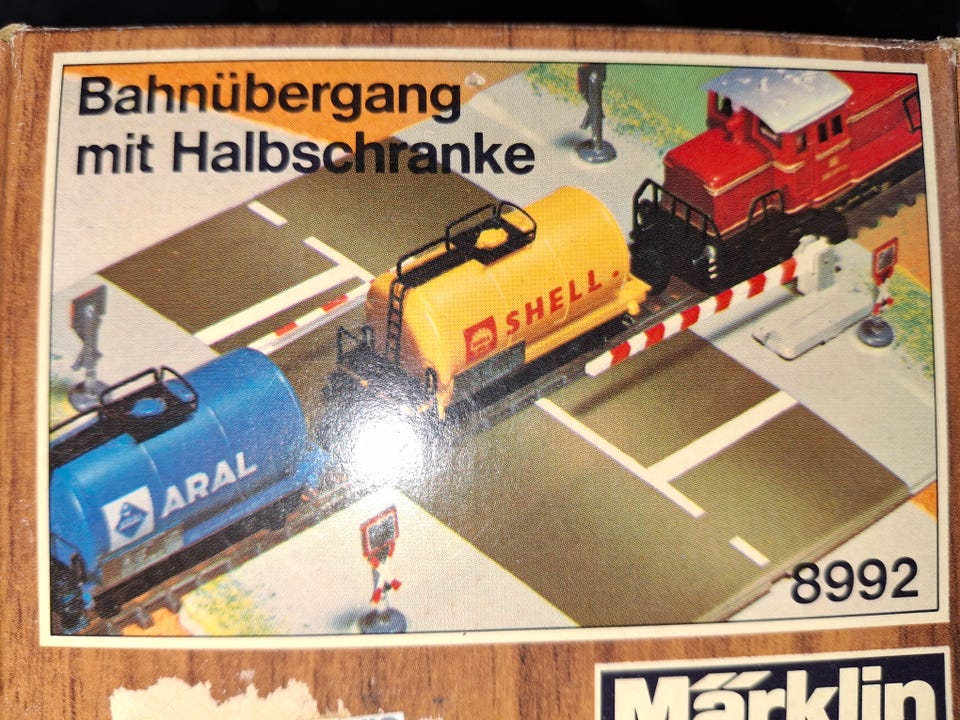 Bahnübergang
mit Halbschranke
SHELL
ARAL
8992
Märklin